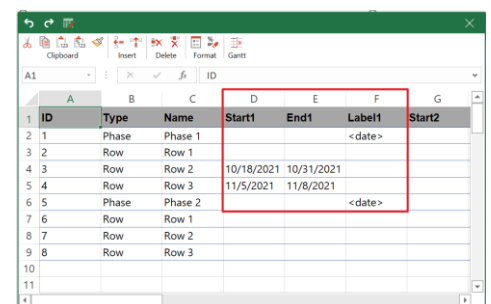 Clipboard Insert Delete Format Gantt
A1 fx ID
A B C D E F G
1 ID Type Name Start1 End1 Label1 Start2
2 1 Phase Phase 1 <date>
3 2 Row Row 1
4 3 Row Row 2 10/18/2021 10/31/2021
5 4 Row Row 3 11/5/2021 11/8/2021
6 5 Phase Phase 2 <date>
7 6 Row Row 1
8 7 Row Row 2
9 8 Row Row 3
10
11